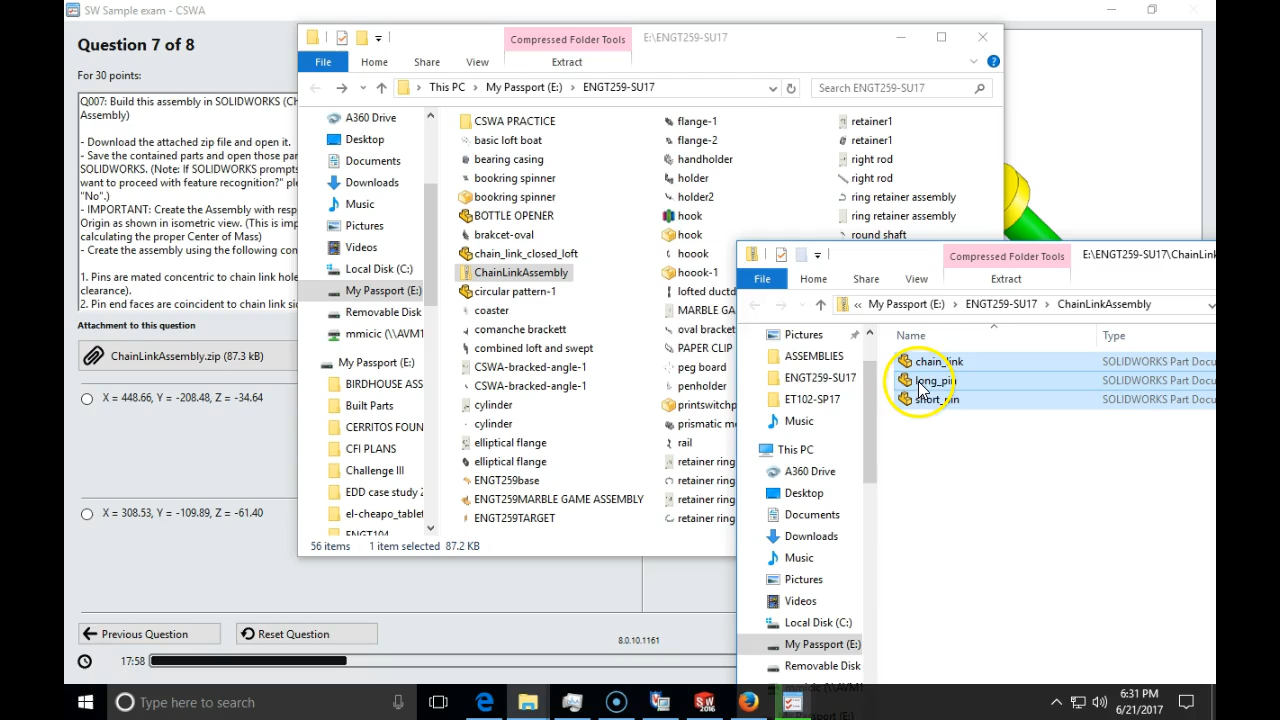 SW Sample exam - CSWA
Question 7 of 8
For 30 points:
Q007: Build this assembly in SOLIDWORKS (Ch
Assembly)
- Download the attached zip file and open it.
- Save the contained parts and open those par
SOLIDWORKS. (Note: If SOLIDWORKS prompts
want to proceed with feature recognition?" ple
"No".)
- IMPORTANT: Create the Assembly with resp
Origin as shown in isometric view. (This is imp
calculating the proper Center of Mass)
- Create the assembly using the following con
1. Pins are mated concentric to chain link hole
clearance).
2. Pin end faces are coincident to chain link sid
Attachment to this question
ChainLinkAssembly.zip (87.3 kB)
X = 448.66, Y = -208.48, Z = -34.64
X = 308.53, Y = -109.89, Z = -61.40
Previous Question
Reset Question
8.0.10.1161
17:58
Compressed Folder Tools
E:\ENGT259-SU17
File
Home
Share
View
Extract
This PC
My Passport (E:)
ENGT259-SU17
Search ENGT259-SU17
A360 Drive
Desktop
Documents
Downloads
Music
Pictures
Videos
Local Disk (C:)
My Passport (E:)
Removable Disk
mmicic (\\AVM1
My Passport (E:)
BIRDHOUSE ASS
Built Parts
CERRITOS FOUN
CFI PLANS
Challenge III
EDD case study 2
el-cheapo_tablet
ENGT104
CSWA PRACTICE
basic loft boat
bearing casing
bookring spinner
bookring spinner
BOTTLE OPENER
brakcet-oval
chain_link_closed_loft
ChainLinkAssembly
circular pattern-1
coaster
comanche brackett
combined loft and swept
CSWA-bracked-angle-1
CSWA-bracked-angle-1
cylinder
cylinder
elliptical flange
elliptical flange
ENGT259base
ENGT259MARBLE GAME ASSEMBLY
ENGT259TARGET
flange-1
flange-2
handholder
holder
holder2
hook
hook
hoook
hook-1
lofted ductd
MARBLE GA
oval bracket
PAPER CLIP
peg board
penholder
printswitchp
prismatic m
rail
retainer ring
retainer ring
retainer ring
retainer ring
retainer1
retainer1
right rod
right rod
ring retainer assembly
ring retainer assembly
round shaft
56 items
1 item selected 87.2 KB
Compressed Folder Tools
E:\ENGT259-SU17\ChainLink
File
Home
Share
View
Extract
«
My Passport (E:)
ENGT259-SU17
ChainLinkAssembly
Name
Type
chain_link
SOLIDWORKS Part Docu
long_pin
SOLIDWORKS Part Docu
short_pin
SOLIDWORKS Part Docu
Pictures
ASSEMBLIES
ENGT259-SU17
ET102-SP17
Music
This PC
A360 Drive
Desktop
Documents
Downloads
Music
Pictures
Videos
Local Disk (C:)
My Passport (E:)
Removable Disk
mmicic (\\AVM1
Type here to search
SW
2016
6:31 PM
6/21/2017